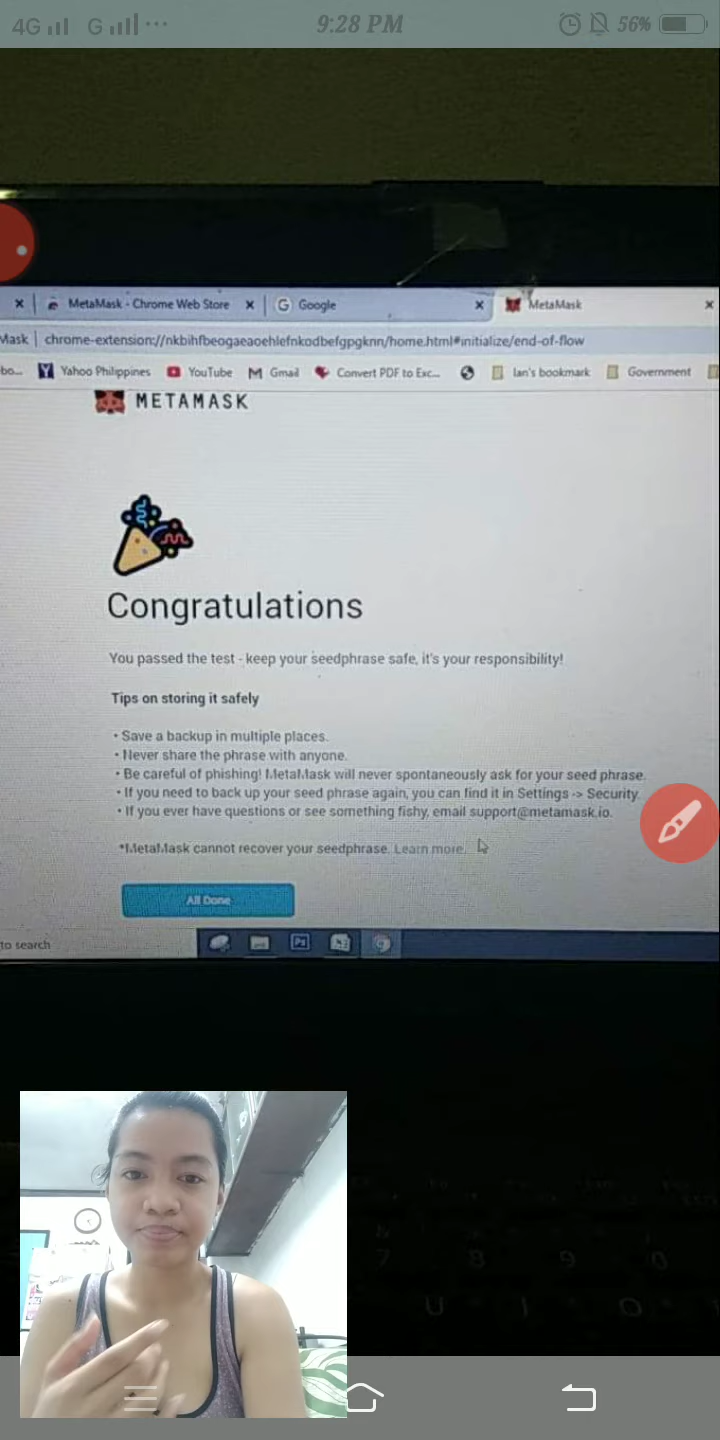 4G G 9:28 PM 56%
MetaMask - Chrome Web Store Google MetaMask
Mask chrome-extension://nkbihfbeogaeaoehlefnkodbefgpgknn/home.html#initialize/end-of-flow
bo... Yahoo Philippines YouTube Gmail Convert PDF to Exc... Ian's bookmark Government
METAMASK
Congratulations
You passed the test - keep your seedphrase safe, it's your responsibility!
Tips on storing it safely
• Save a backup in multiple places.
• Never share the phrase with anyone.
• Be careful of phishing! MetaMask will never spontaneously ask for your seed phrase.
• If you need to back up your seed phrase again, you can find it in Settings -> Security.
• If you ever have questions or see something fishy, email support@metamask.io.
*MetaMask cannot recover your seedphrase. Learn more.
All Done
to search
7 8 9 0
U I O